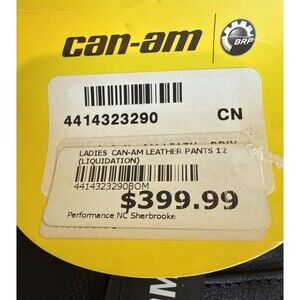 can-am
BRP
4414323290 CN
LADIES CAN-AM LEATHER PANTS 12
(LIQUIDATION)
4414323290BOM
$399.99
Performance NC Sherbrooke